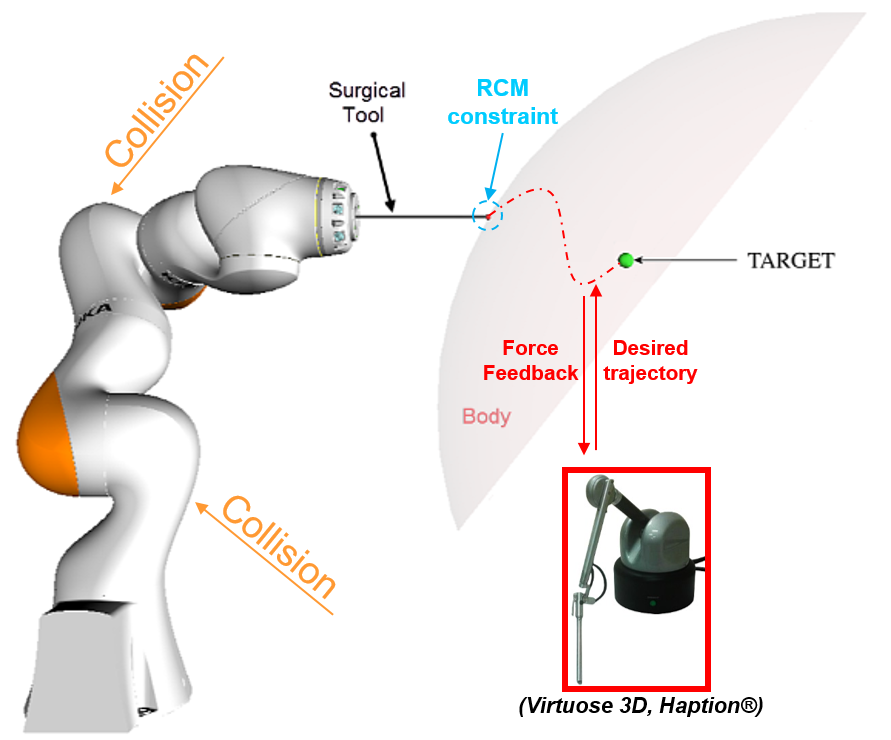 Collision
Surgical
Tool
RCM
constraint
TARGET
Force
Feedback
Desired
trajectory
Body
Collision
(Virtuose 3D, Haption®)